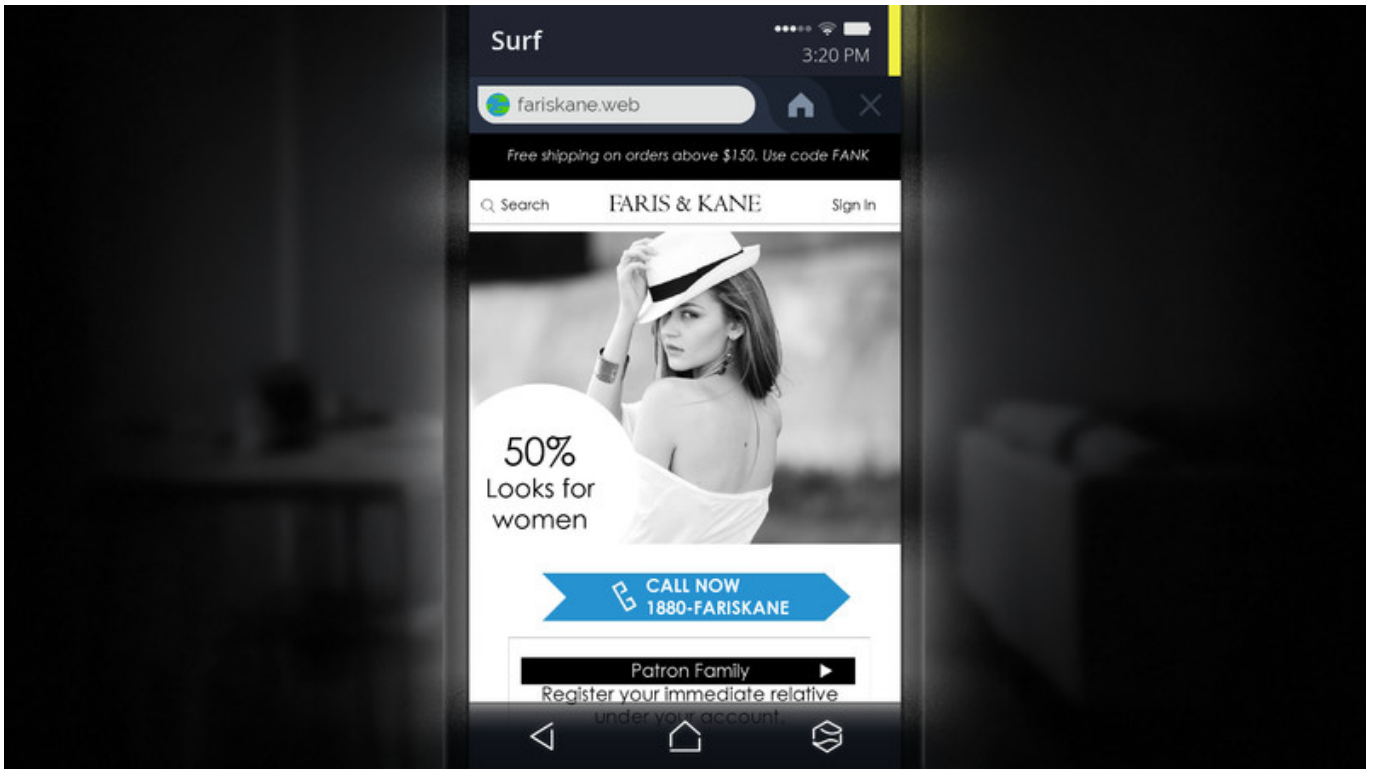 Surf
3:20 PM
fariskane.web
Free shipping on orders above $150. Use code FANK
Search FARIS & KANE Sign In
50%
Looks for
women
CALL NOW
1880-FARISKANE
Patron Family
Register your immediate relative
under your account.